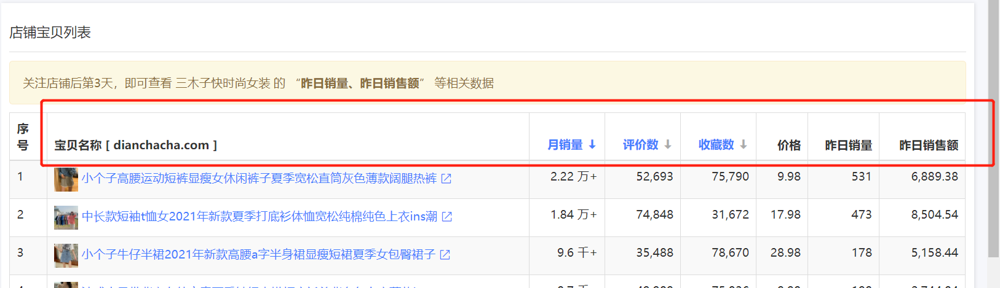 店铺宝贝列表
关注店铺后第3天，即可查看 三木子快时尚女装 的 “昨日销量、昨日销售额” 等相关数据
序号 宝贝名称 [ dianchacha.com ] 月销量 ↓ 评价数 ↓ 收藏数 ↓ 价格 昨日销量 昨日销售额
1 小个子高腰运动短裤显瘦女休闲裤子夏季宽松直筒灰色薄款阔腿热裤 2.22 万+ 52,693 75,790 9.98 531 6,889.38
2 中长款短袖t恤女2021年新款夏季打底衫体恤宽松纯棉纯色上衣ins潮 1.84 万+ 74,848 31,672 17.98 473 8,504.54
3 小个子牛仔半裙2021年新款高腰a字半身裙显瘦短裙夏季女包臀裙子 9.6 千+ 35,488 78,670 28.98 178 5,158.44